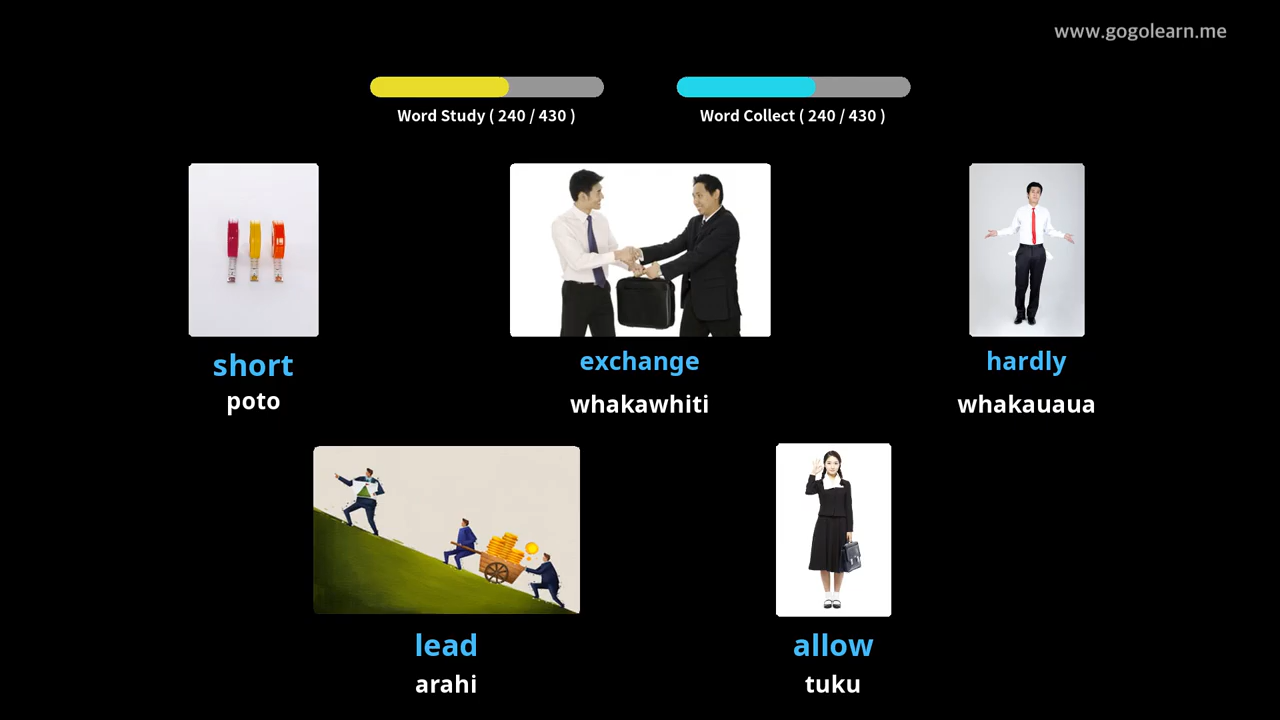 www.gogolearn.me
Word Study ( 240 / 430 )
Word Collect ( 240 / 430 )
short
poto
exchange
whakawhiti
hardly
whakauaua
lead
arahi
allow
tuku